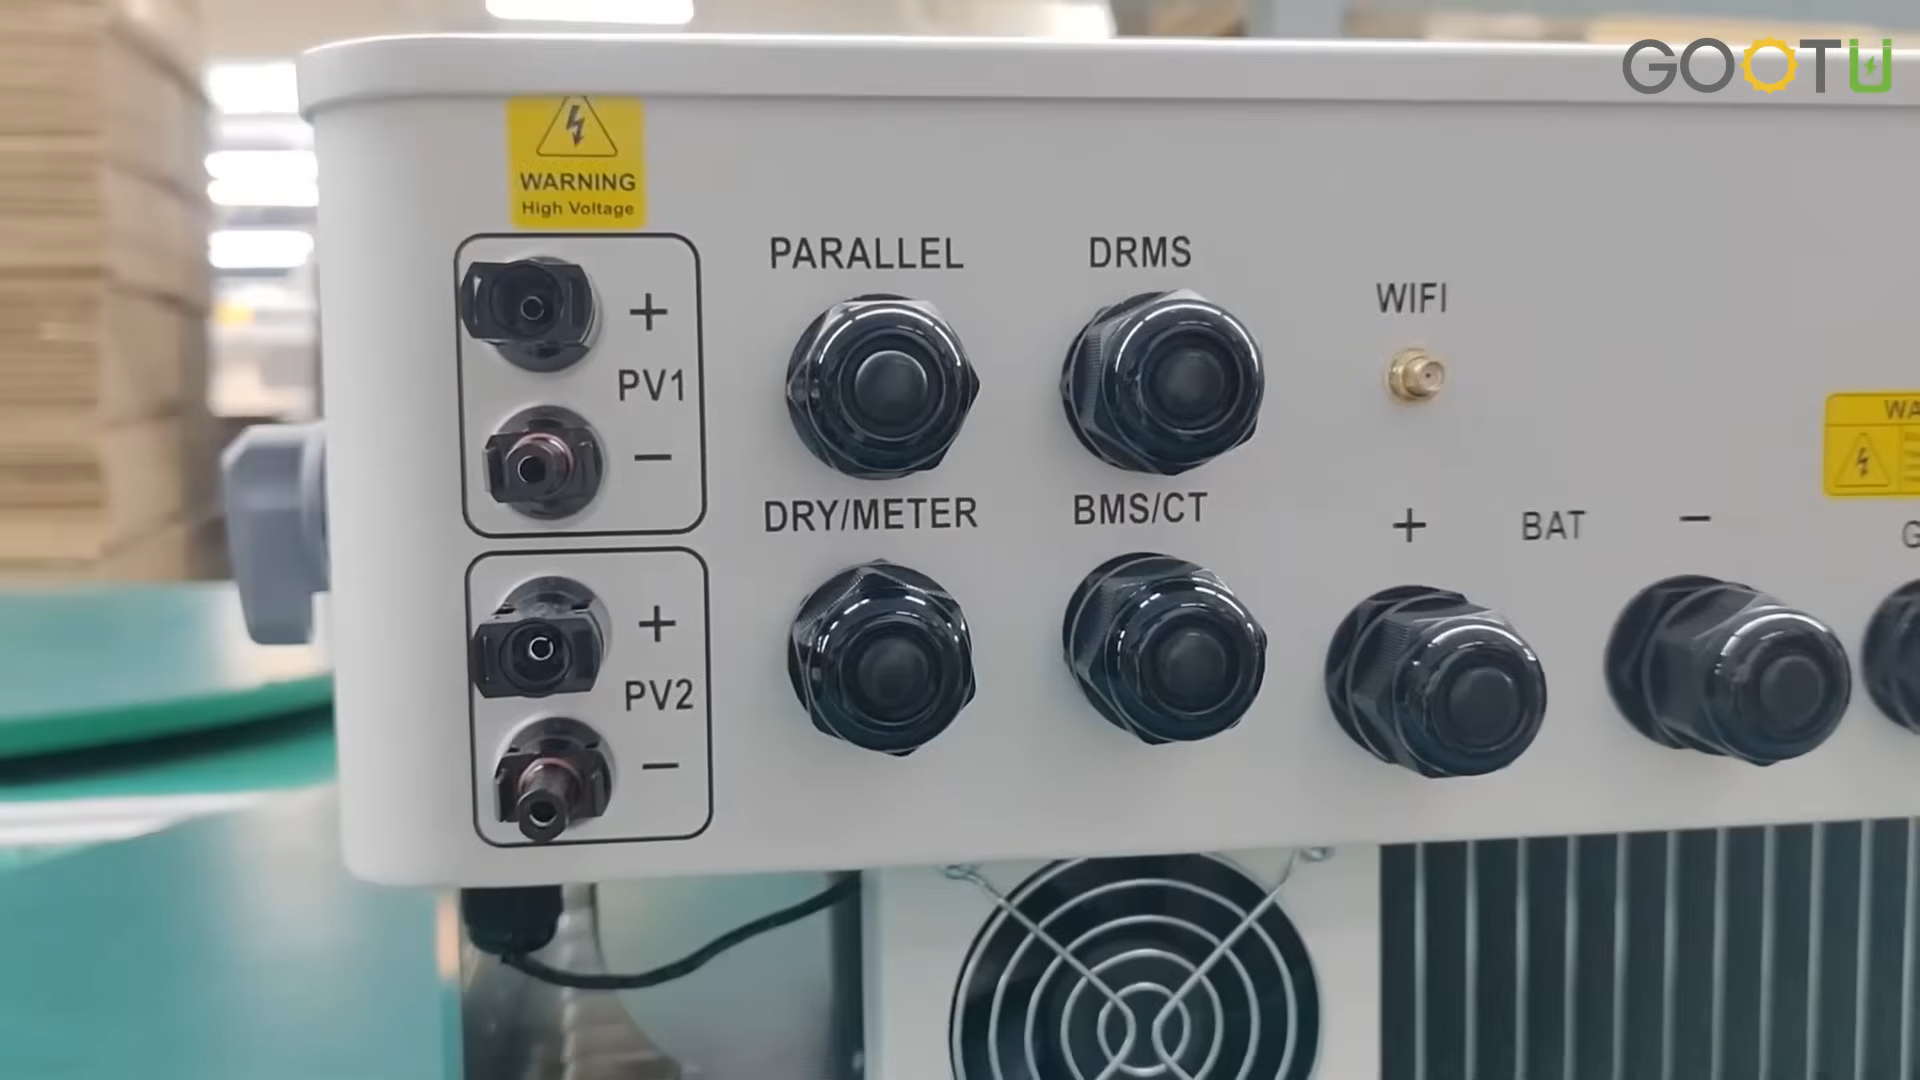 GOOTU
WARNING
High Voltage
PARALLEL
DRMS
WIFI
+
PV1
−
DRY/METER
BMS/CT
+ BAT −
+
PV2
−